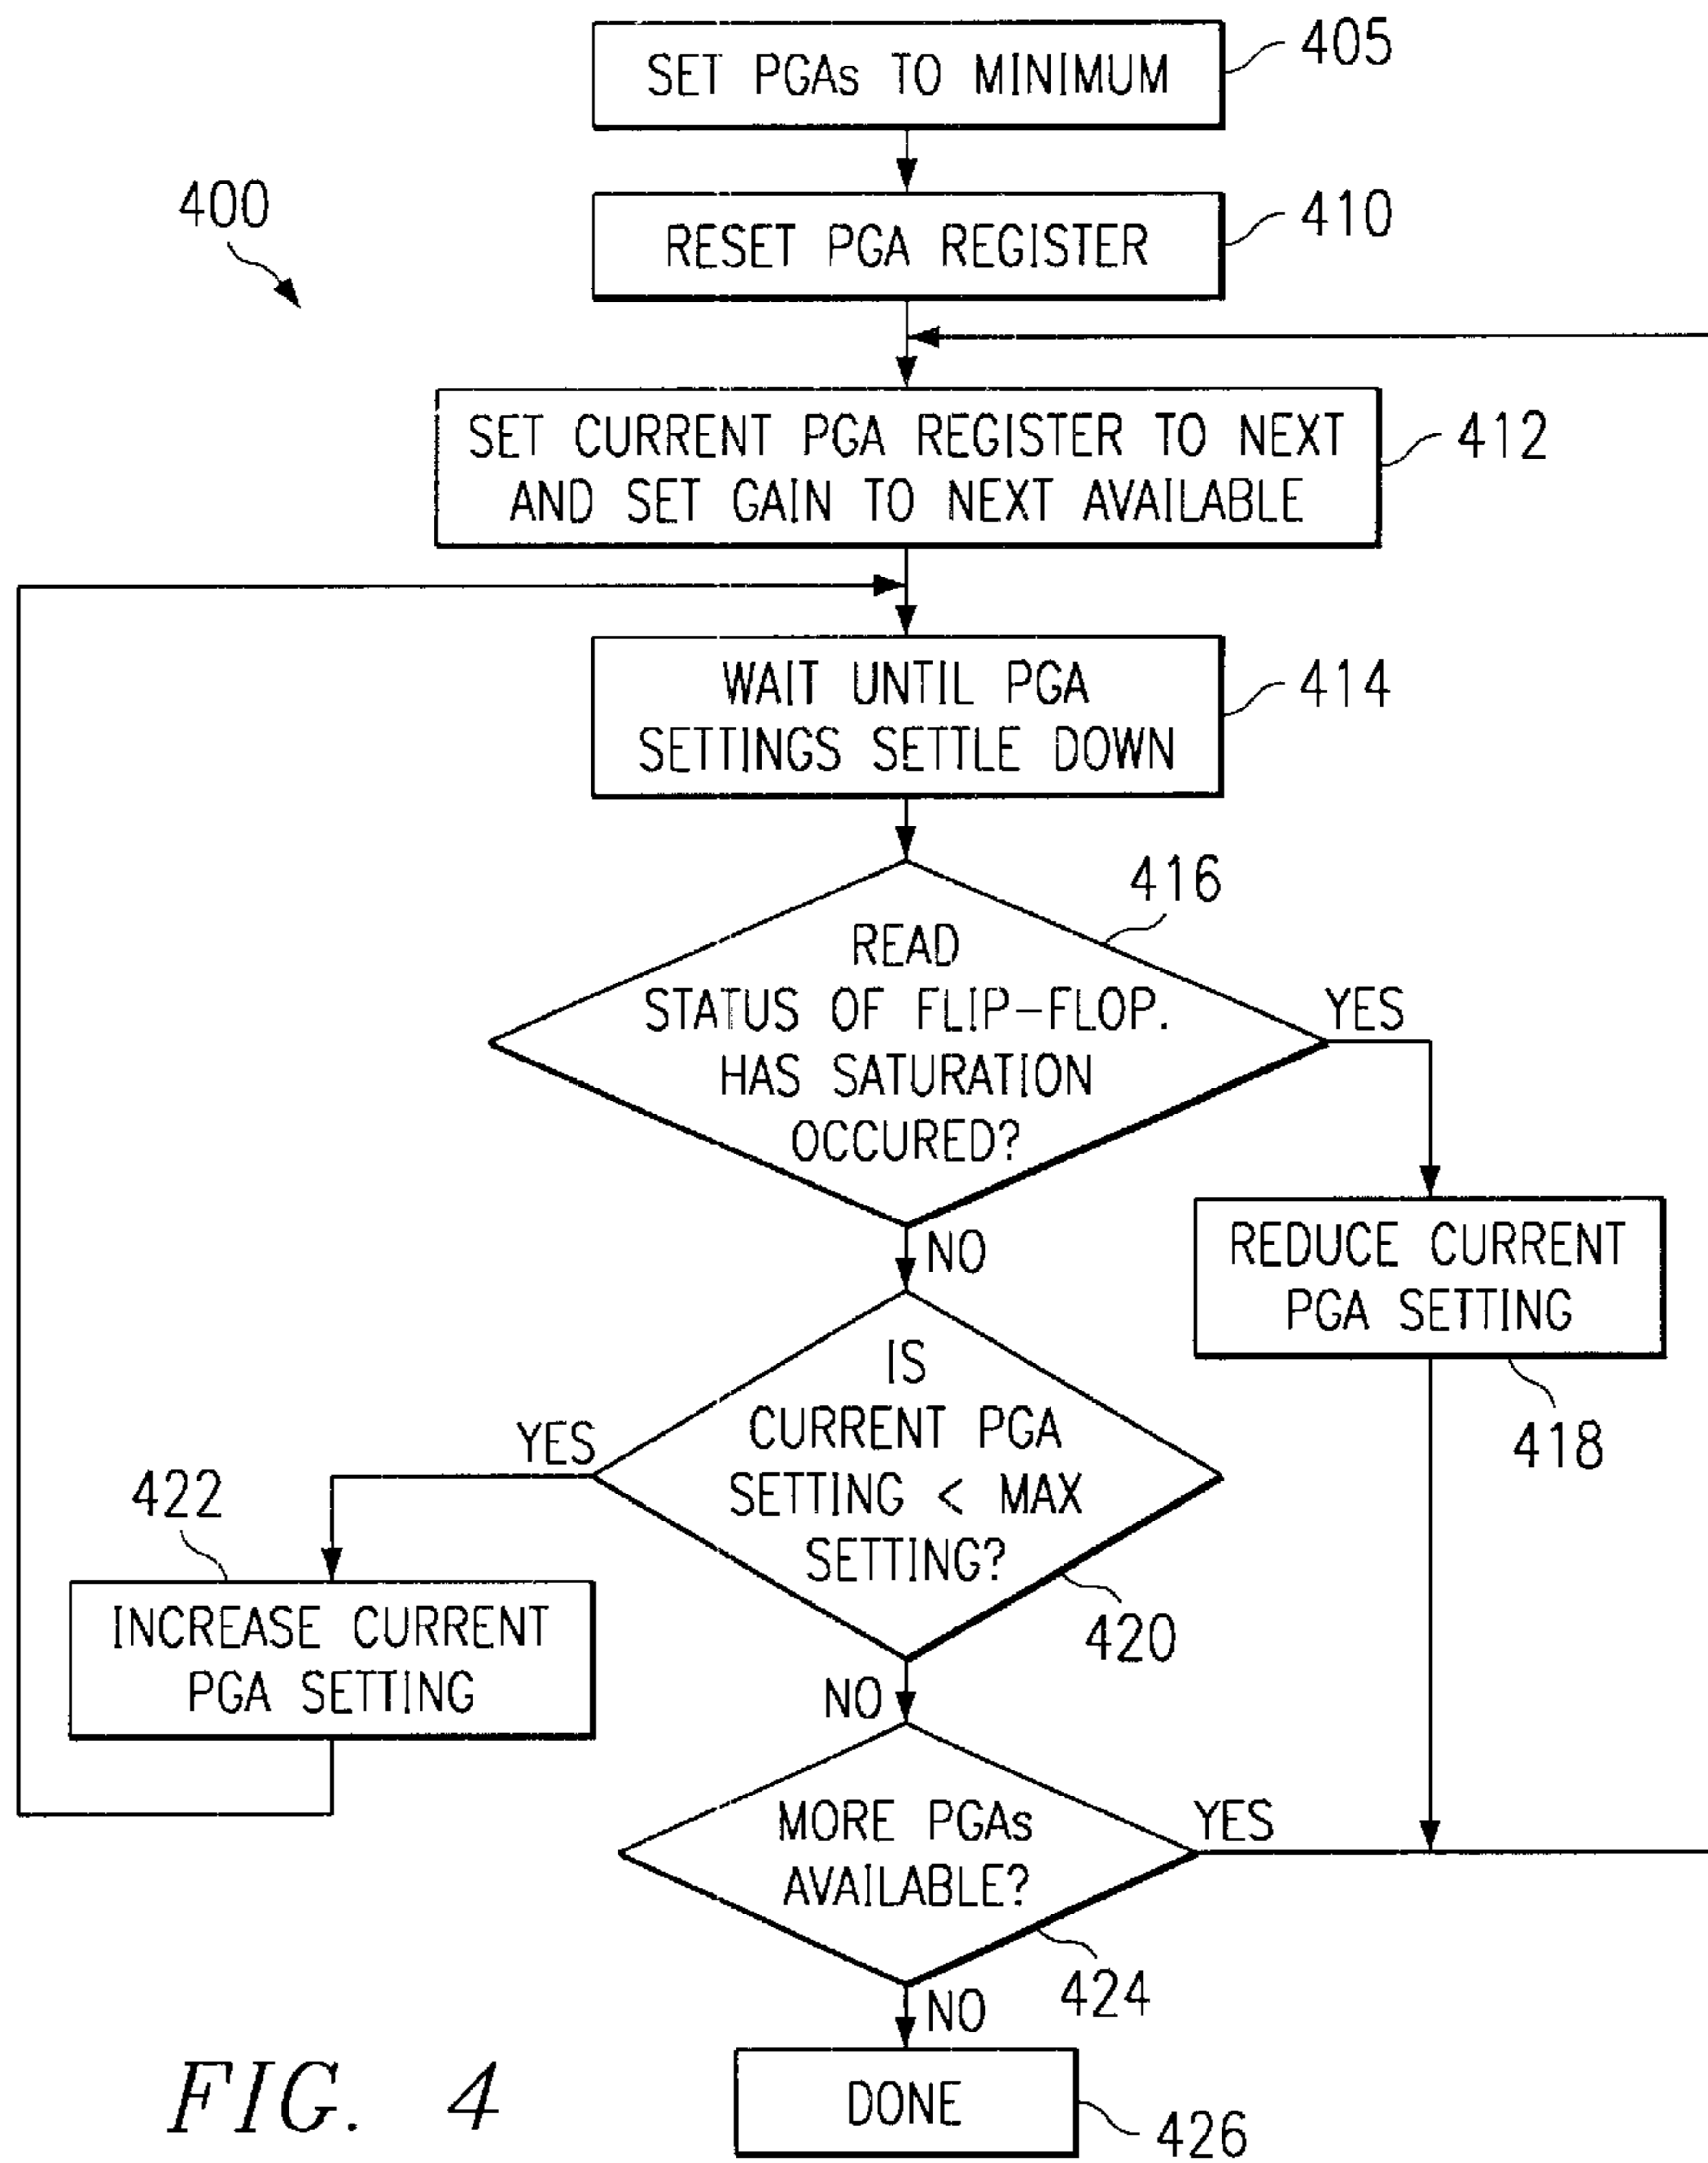 SET PGAs TO MINIMUM
405
400
RESET PGA REGISTER
410
SET CURRENT PGA REGISTER TO NEXT
AND SET GAIN TO NEXT AVAILABLE
412
WAIT UNTIL PGA
SETTINGS SETTLE DOWN
414
416
READ
STATUS OF FLIP-FLOP.
HAS SATURATION
OCCURED?
YES
NO
REDUCE CURRENT
PGA SETTING
418
IS
CURRENT PGA
SETTING < MAX
SETTING?
YES
420
422
INCREASE CURRENT
PGA SETTING
NO
MORE PGAs
AVAILABLE?
YES
424
NO
DONE
426
FIG. 4